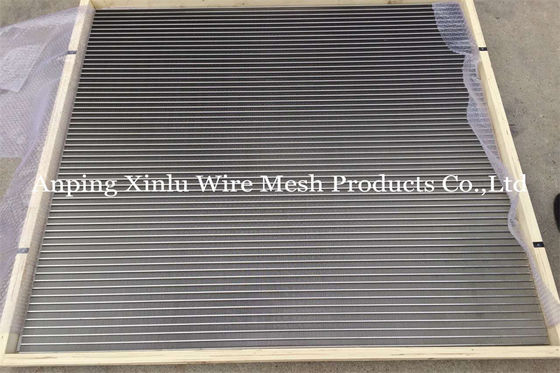 Anping Xinlu Wire Mesh Products Co.,Ltd